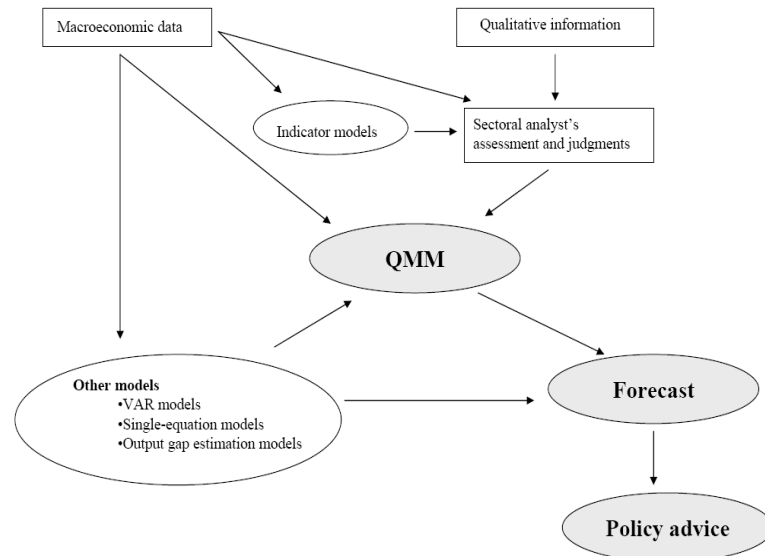 Macroeconomic data
Qualitative information
Indicator models
Sectoral analyst's
assessment and judgments
QMM
Other models
•VAR models
•Single-equation models
•Output gap estimation models
Forecast
Policy advice